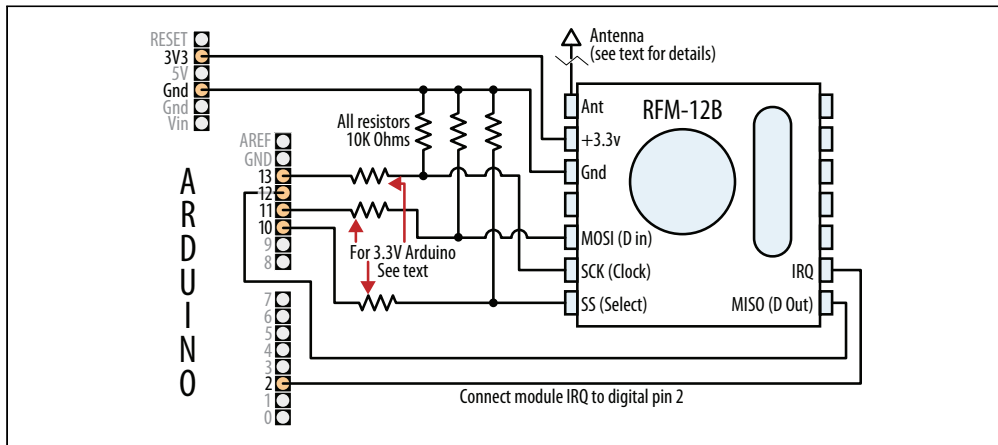 RESET
3V3
5V
Gnd
Gnd
Vin
AREF
GND
13
12
11
10
9
8
7
6
5
4
3
2
1
0
ARDUINO
All resistors
10K Ohms
For 3.3V Arduino
See text
Antenna
(see text for details)
RFM-12B
Ant
+3.3v
Gnd
MOSI (D in)
SCK (Clock)
SS (Select)
IRQ
MISO (D Out)
Connect module IRQ to digital pin 2